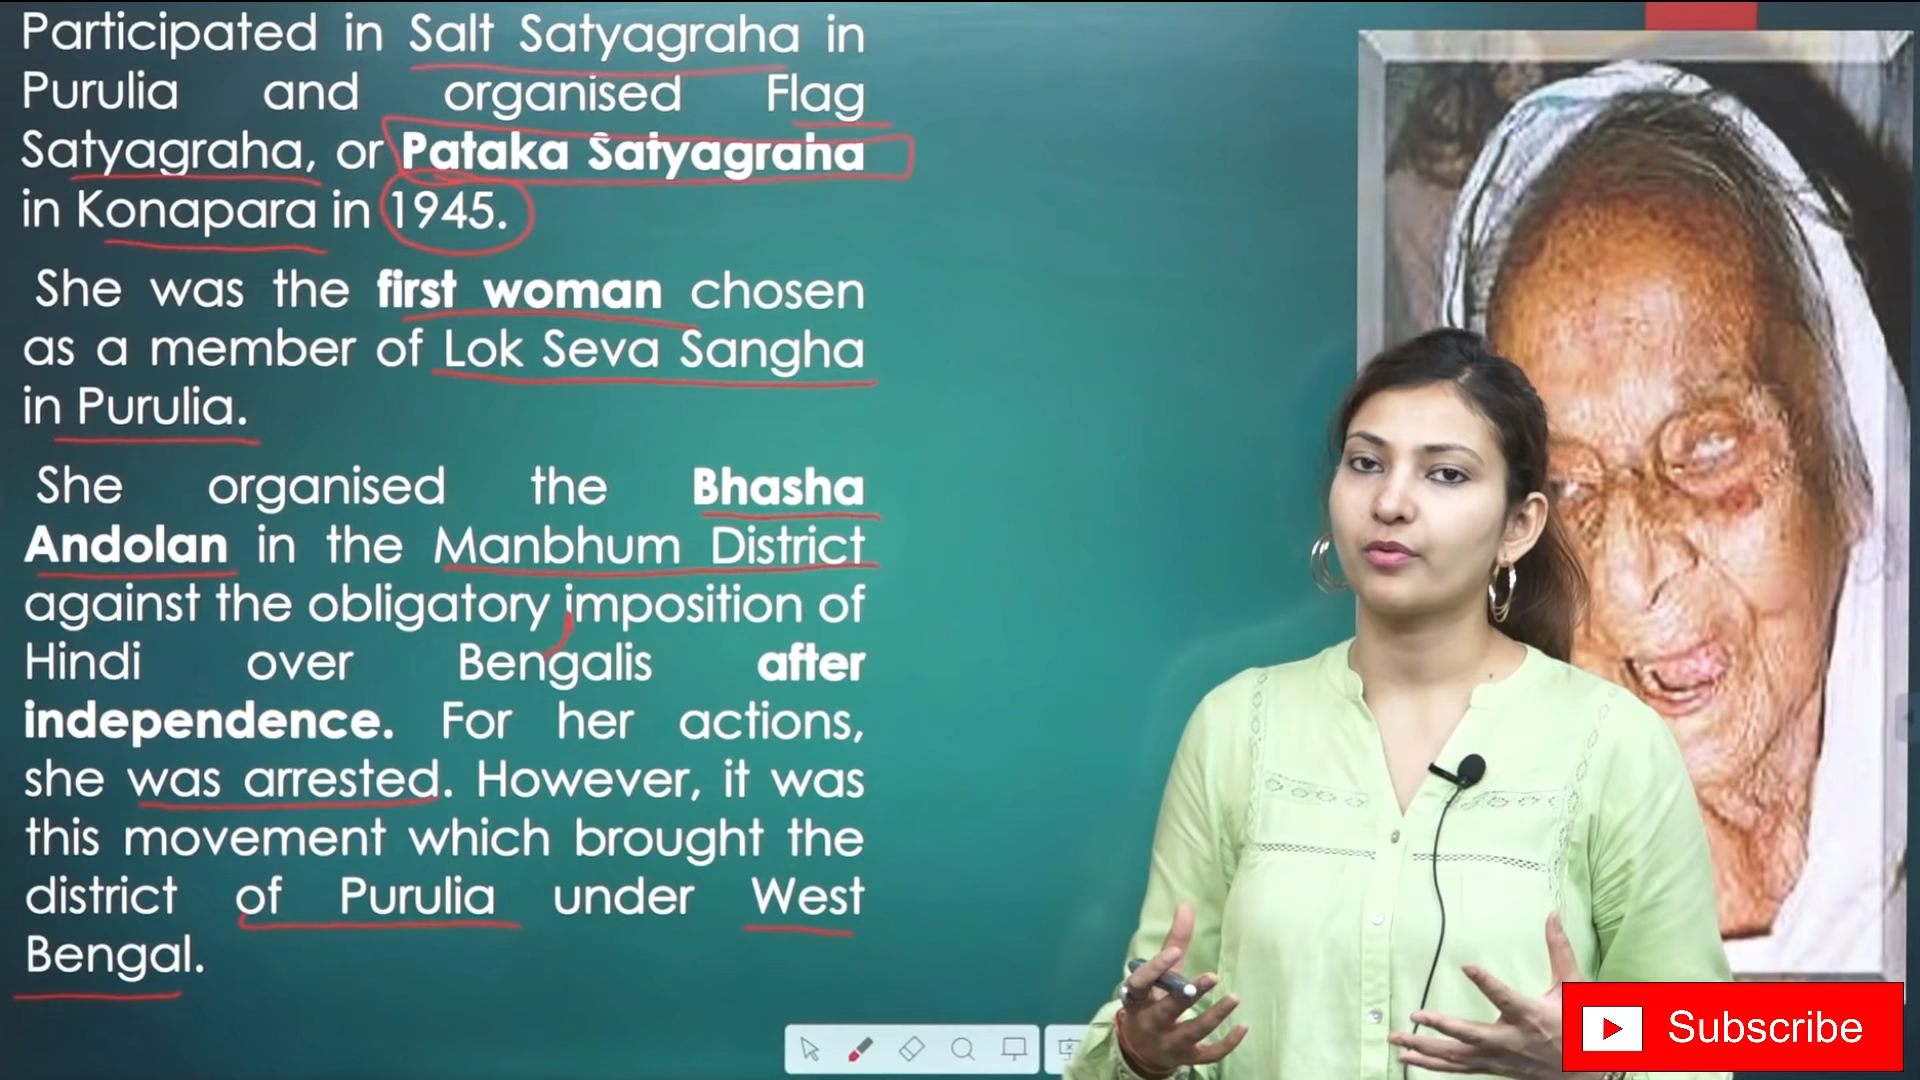 Participated in Salt Satyagraha in
Purulia and organised Flag
Satyagraha, or Pataka Satyagraha
in Konapara in 1945.
She was the first woman chosen
as a member of Lok Seva Sangha
in Purulia.
She organised the Bhasha
Andolan in the Manbhum District
against the obligatory imposition of
Hindi over Bengalis after
independence. For her actions,
she was arrested. However, it was
this movement which brought the
district of Purulia under West
Bengal.
Subscribe